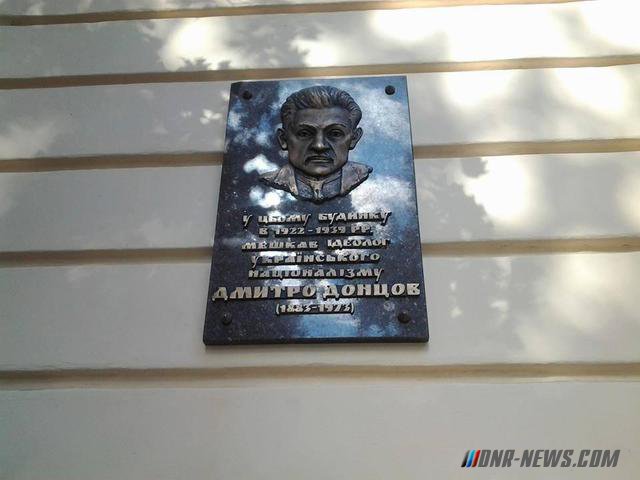 У ЦЬОМУ БУДИНКУ
В 1922-1939 РР.
МЕШКАВ ІДЕОЛОГ
УКРАЇНСЬКОГО
НАЦІОНАЛІЗМУ
ДМИТРО ДОНЦОВ
(1883-1973)
DNR-NEWS.COM